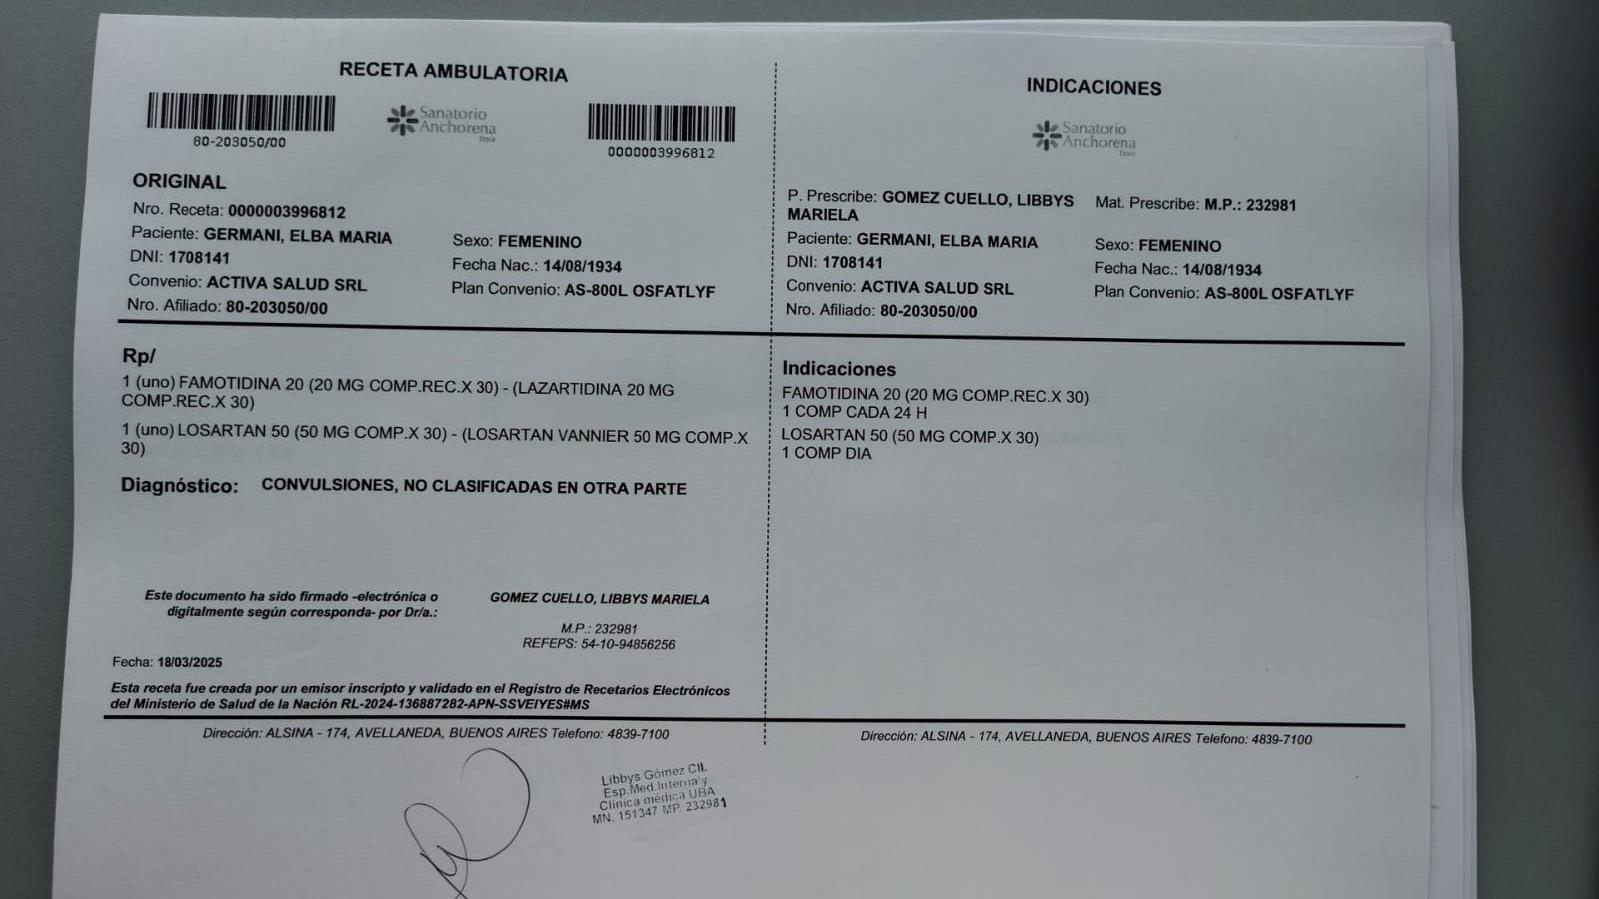 RECETA AMBULATORIA
80-203050/00
Sanatorio
Anchorena
0000003996812
ORIGINAL
Nro. Receta: 0000003996812
Paciente: GERMANI, ELBA MARIA
Sexo: FEMENINO
DNI: 1708141
Fecha Nac.: 14/08/1934
Convenio: ACTIVA SALUD SRL
Plan Convenio: AS-800L OSFATLYF
Nro. Afiliado: 80-203050/00
Rp/
1 (uno) FAMOTIDINA 20 (20 MG COMP.REC.X 30) - (LAZARTIDINA 20 MG
COMP.REC.X 30)
1 (uno) LOSARTAN 50 (50 MG COMP.X 30) - (LOSARTAN VANNIER 50 MG COMP.X
30)
Diagnóstico: CONVULSIONES, NO CLASIFICADAS EN OTRA PARTE
Este documento ha sido firmado -electrónica o
digitalmente según corresponda- por Dr/a.:
GOMEZ CUELLO, LIBBYS MARIELA
M.P.: 232981
REFEPS: 54-10-94856256
Fecha: 18/03/2025
Esta receta fue creada por un emisor inscripto y validado en el Registro de Recetarios Electrónicos
del Ministerio de Salud de la Nación RL-2024-136887282-APN-SSVEIYES#MS
Dirección: ALSINA - 174, AVELLANEDA, BUENOS AIRES Telefono: 4839-7100
Libbys Gómez Cll.
Esp.Med.Interna y
Clinica médica UBA
MN. 151347 MP. 232981
INDICACIONES
Sanatorio
Anchorena
P. Prescribe: GOMEZ CUELLO, LIBBYS
MARIELA
Mat. Prescribe: M.P.: 232981
Paciente: GERMANI, ELBA MARIA
Sexo: FEMENINO
DNI: 1708141
Fecha Nac.: 14/08/1934
Convenio: ACTIVA SALUD SRL
Plan Convenio: AS-800L OSFATLYF
Nro. Afiliado: 80-203050/00
Indicaciones
FAMOTIDINA 20 (20 MG COMP.REC.X 30)
1 COMP CADA 24 H
LOSARTAN 50 (50 MG COMP.X 30)
1 COMP DIA
Dirección: ALSINA - 174, AVELLANEDA, BUENOS AIRES Telefono: 4839-7100